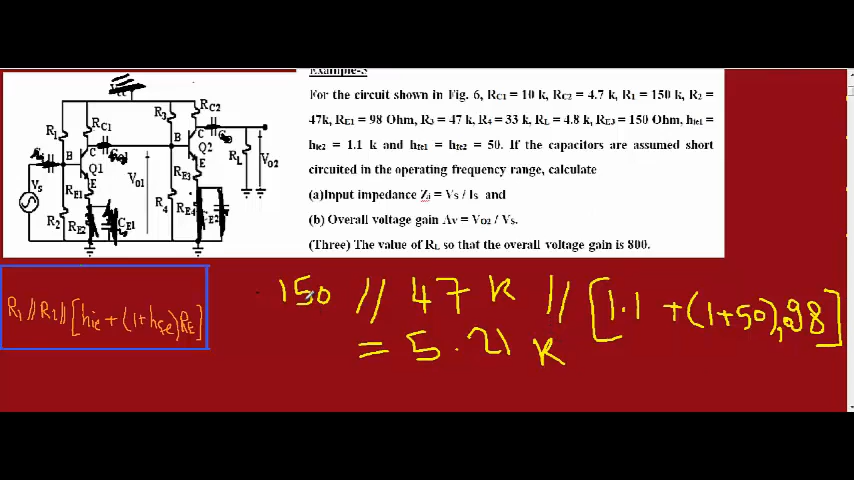 Example-5
For the circuit shown in Fig. 6, RC1 = 10 k, RC2 = 4.7 k, R1 = 150 k, R2 =
47k, RE1 = 98 Ohm, R3 = 47 k, R4 = 33 k, RL = 4.8 k, RE3 = 150 Ohm, hie1 =
hie2 = 1.1 k and hfe1 = hfe2 = 50. If the capacitors are assumed short
circuited in the operating frequency range, calculate
(a)Input impedance Zi = Vs / Is and
(b) Overall voltage gain Av = VO2 / Vs.
(Three) The value of RL so that the overall voltage gain is 800.
RC2
R3
RC1
R1
B
C
Q2
E
B
C
Q1
E
RE1
RE3
RL
VO2
Vs
VO1
R2
RE2
CE1
R4
RE4
CE2
R1 // R2 // [hie + (1+hfe) RE]
150 // 47 K // [1.1 + (1+50).098]
= 5.21 K